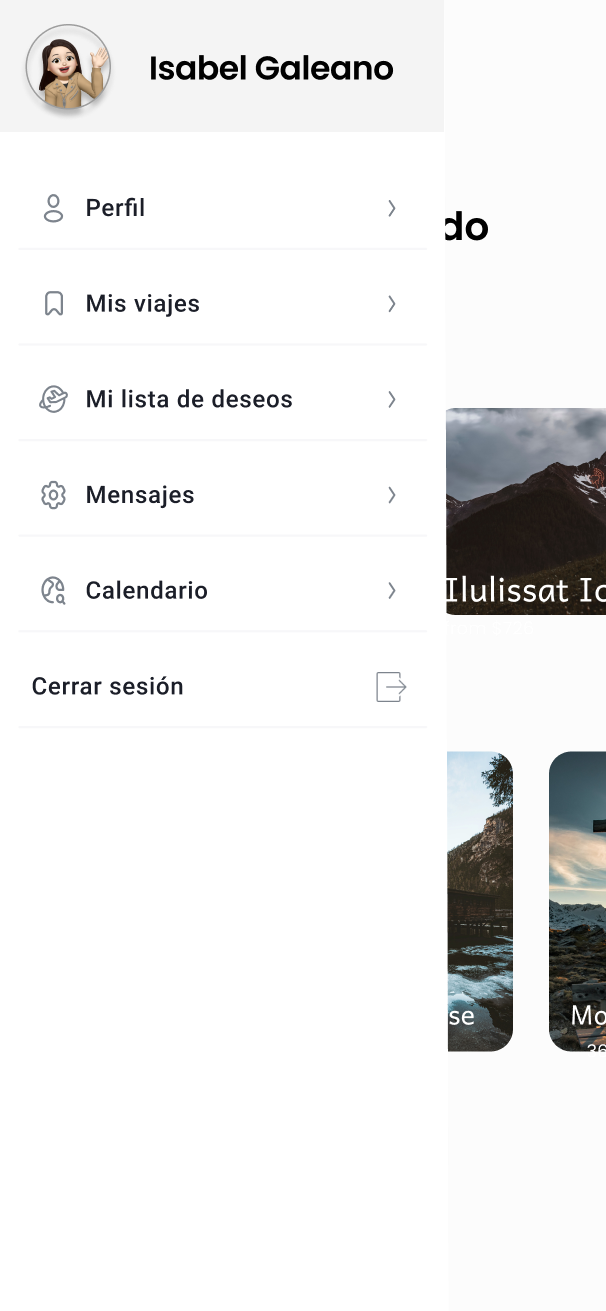 Isabel Galeano
Perfil
do
Mis viajes
Mi lista de deseos
Mensajes
Calendario
Ilulissat Ic
Cerrar sesión
se
Mo